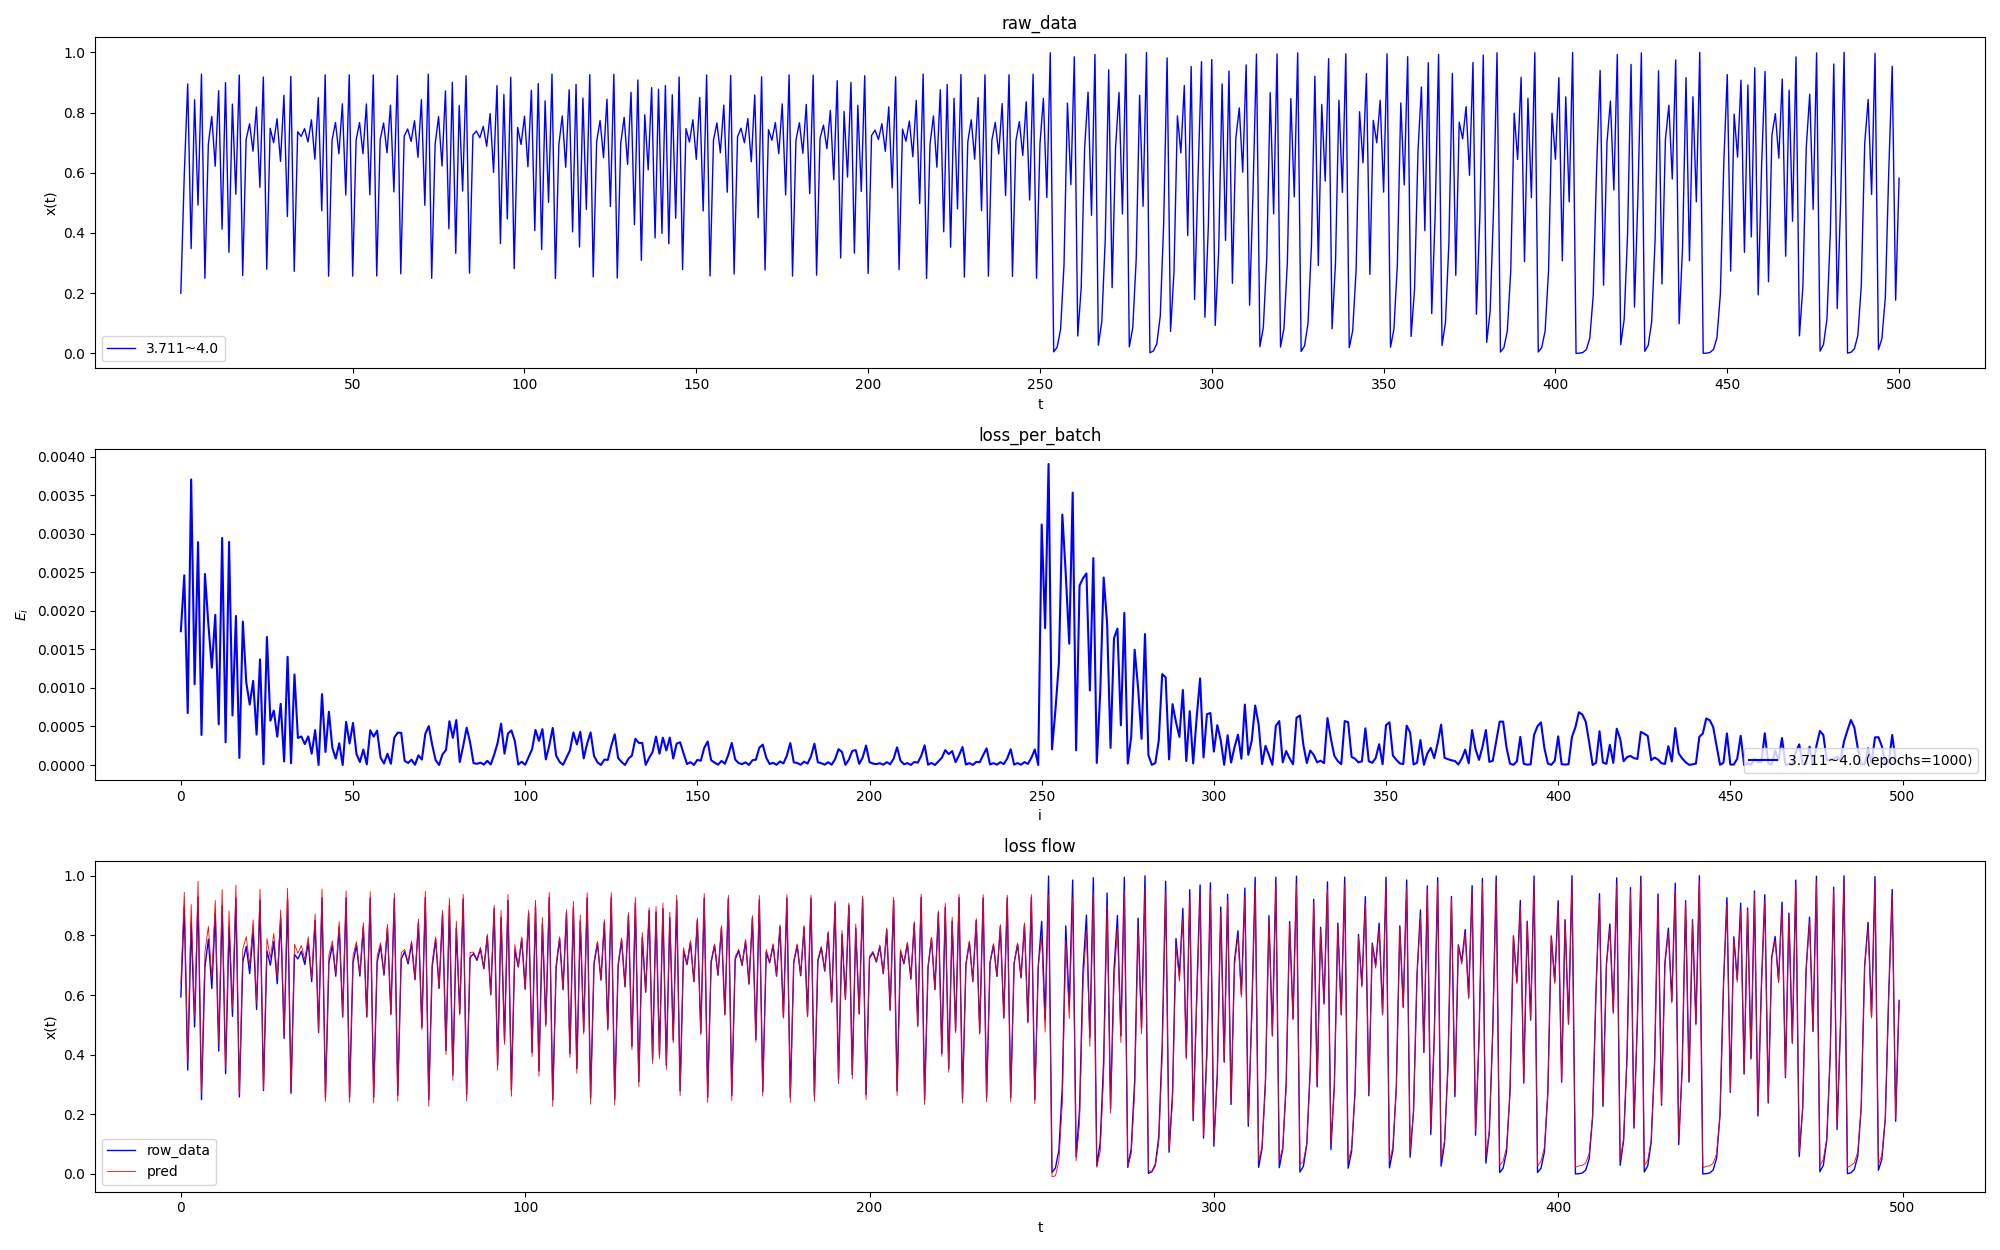 raw_data
1.0
0.8
0.6
0.4
0.2
0.0
x(t)
3.711~4.0
50 100 150 200 250 300 350 400 450 500
t
loss_per_batch
0.0040
0.0035
0.0030
0.0025
0.0020
0.0015
0.0010
0.0005
0.0000
E_i
3.711~4.0 (epochs=1000)
0 50 100 150 200 250 300 350 400 450 500
i
loss flow
1.0
0.8
0.6
0.4
0.2
0.0
x(t)
row_data
pred
0 100 200 300 400 500
t